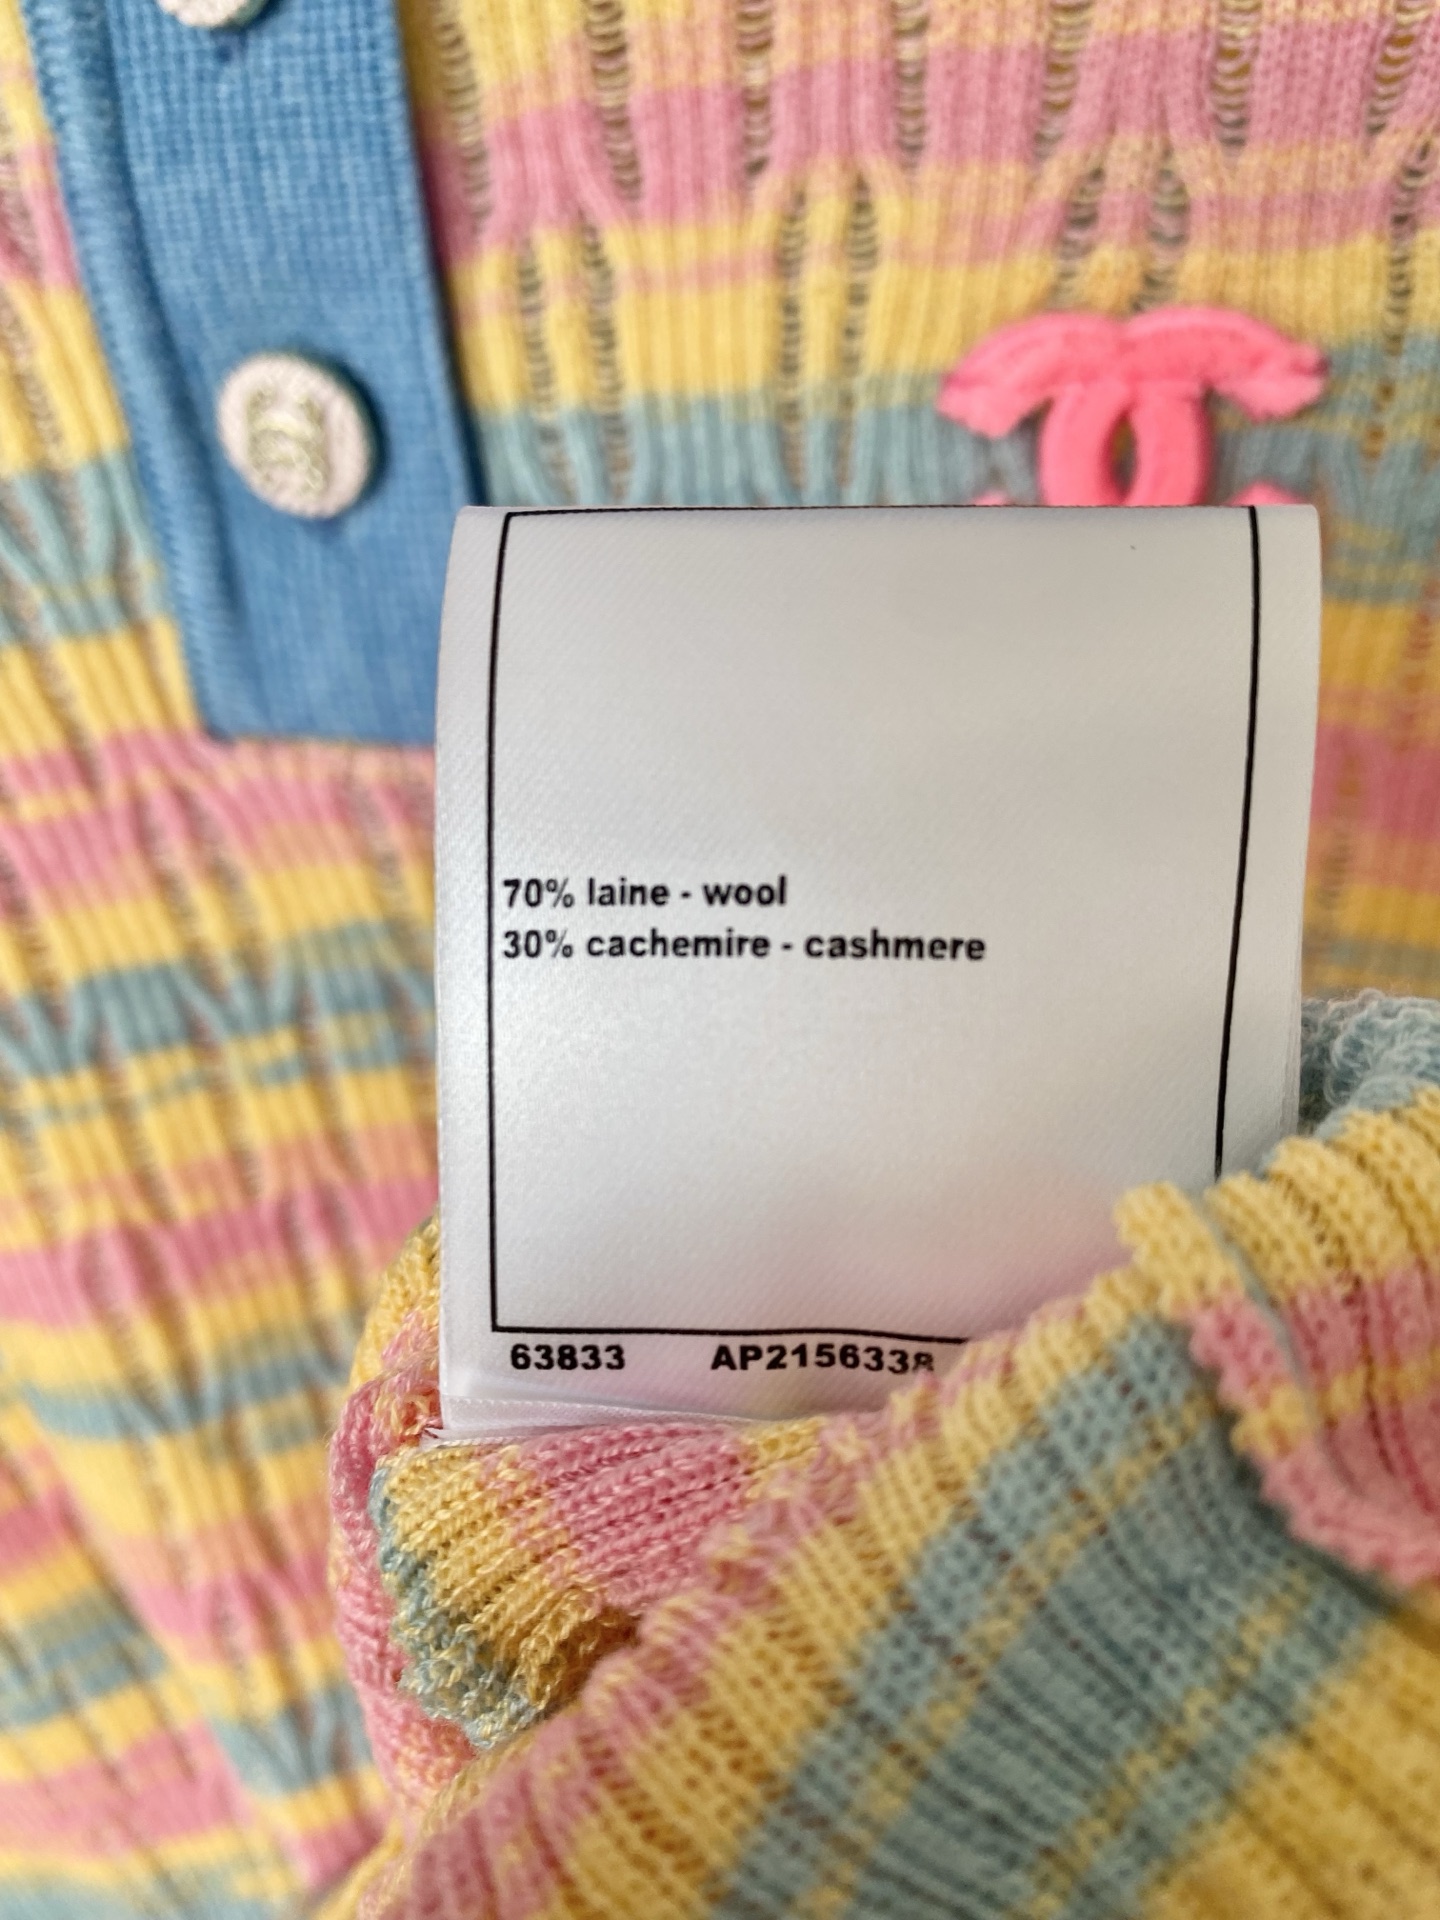 70% laine - wool
30% cachemire - cashmere
63833 AP2156338